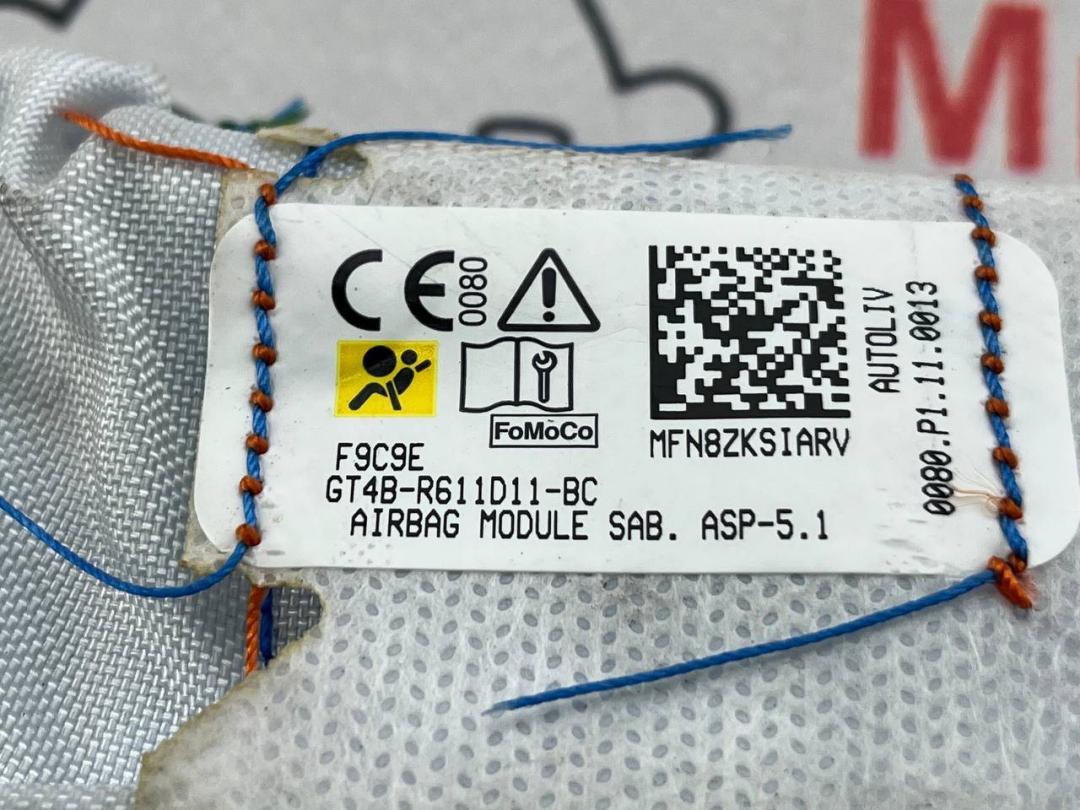 CE
0080
FoMoCo
F9C9E
GT4B-R611D11-BC
AIRBAG MODULE SAB. ASP-5.1
MFN8ZKSIARV
AUTOLIV
0080.P1.11.0013